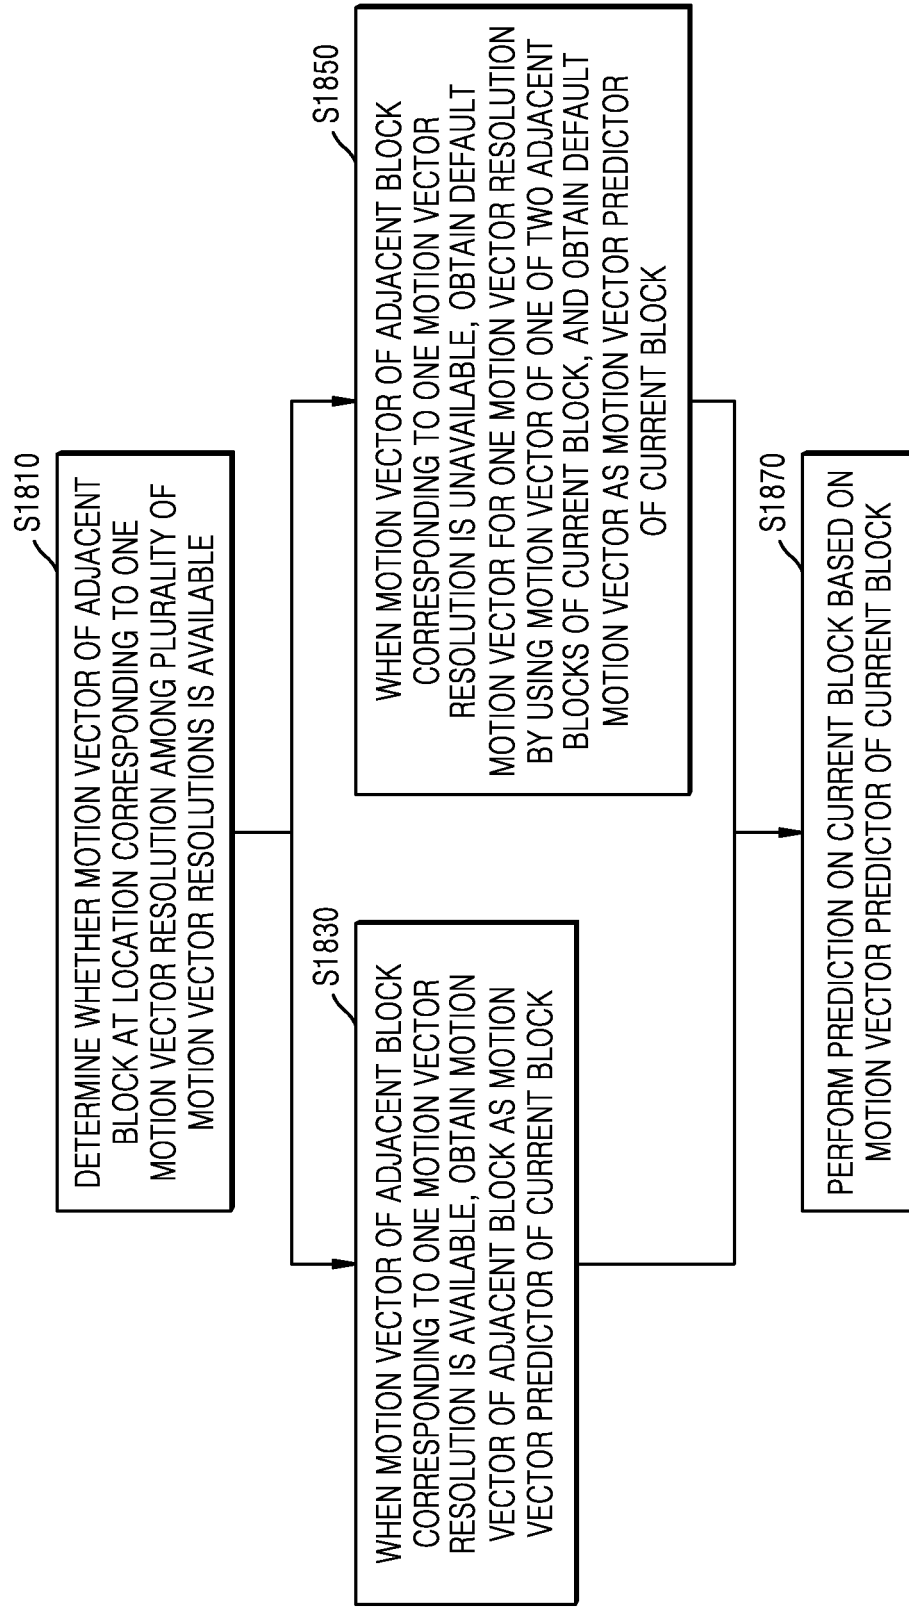 S1810
DETERMINE WHETHER MOTION VECTOR OF ADJACENT
BLOCK AT LOCATION CORRESPONDING TO ONE
MOTION VECTOR RESOLUTION AMONG PLURALITY OF
MOTION VECTOR RESOLUTIONS IS AVAILABLE
S1830
WHEN MOTION VECTOR OF ADJACENT BLOCK
CORRESPONDING TO ONE MOTION VECTOR
RESOLUTION IS AVAILABLE, OBTAIN MOTION
VECTOR OF ADJACENT BLOCK AS MOTION
VECTOR PREDICTOR OF CURRENT BLOCK
S1850
WHEN MOTION VECTOR OF ADJACENT BLOCK
CORRESPONDING TO ONE MOTION VECTOR
RESOLUTION IS UNAVAILABLE, OBTAIN DEFAULT
MOTION VECTOR FOR ONE MOTION VECTOR RESOLUTION
BY USING MOTION VECTOR OF ONE OF TWO ADJACENT
BLOCKS OF CURRENT BLOCK, AND OBTAIN DEFAULT
MOTION VECTOR AS MOTION VECTOR PREDICTOR
OF CURRENT BLOCK
S1870
PERFORM PREDICTION ON CURRENT BLOCK BASED ON
MOTION VECTOR PREDICTOR OF CURRENT BLOCK